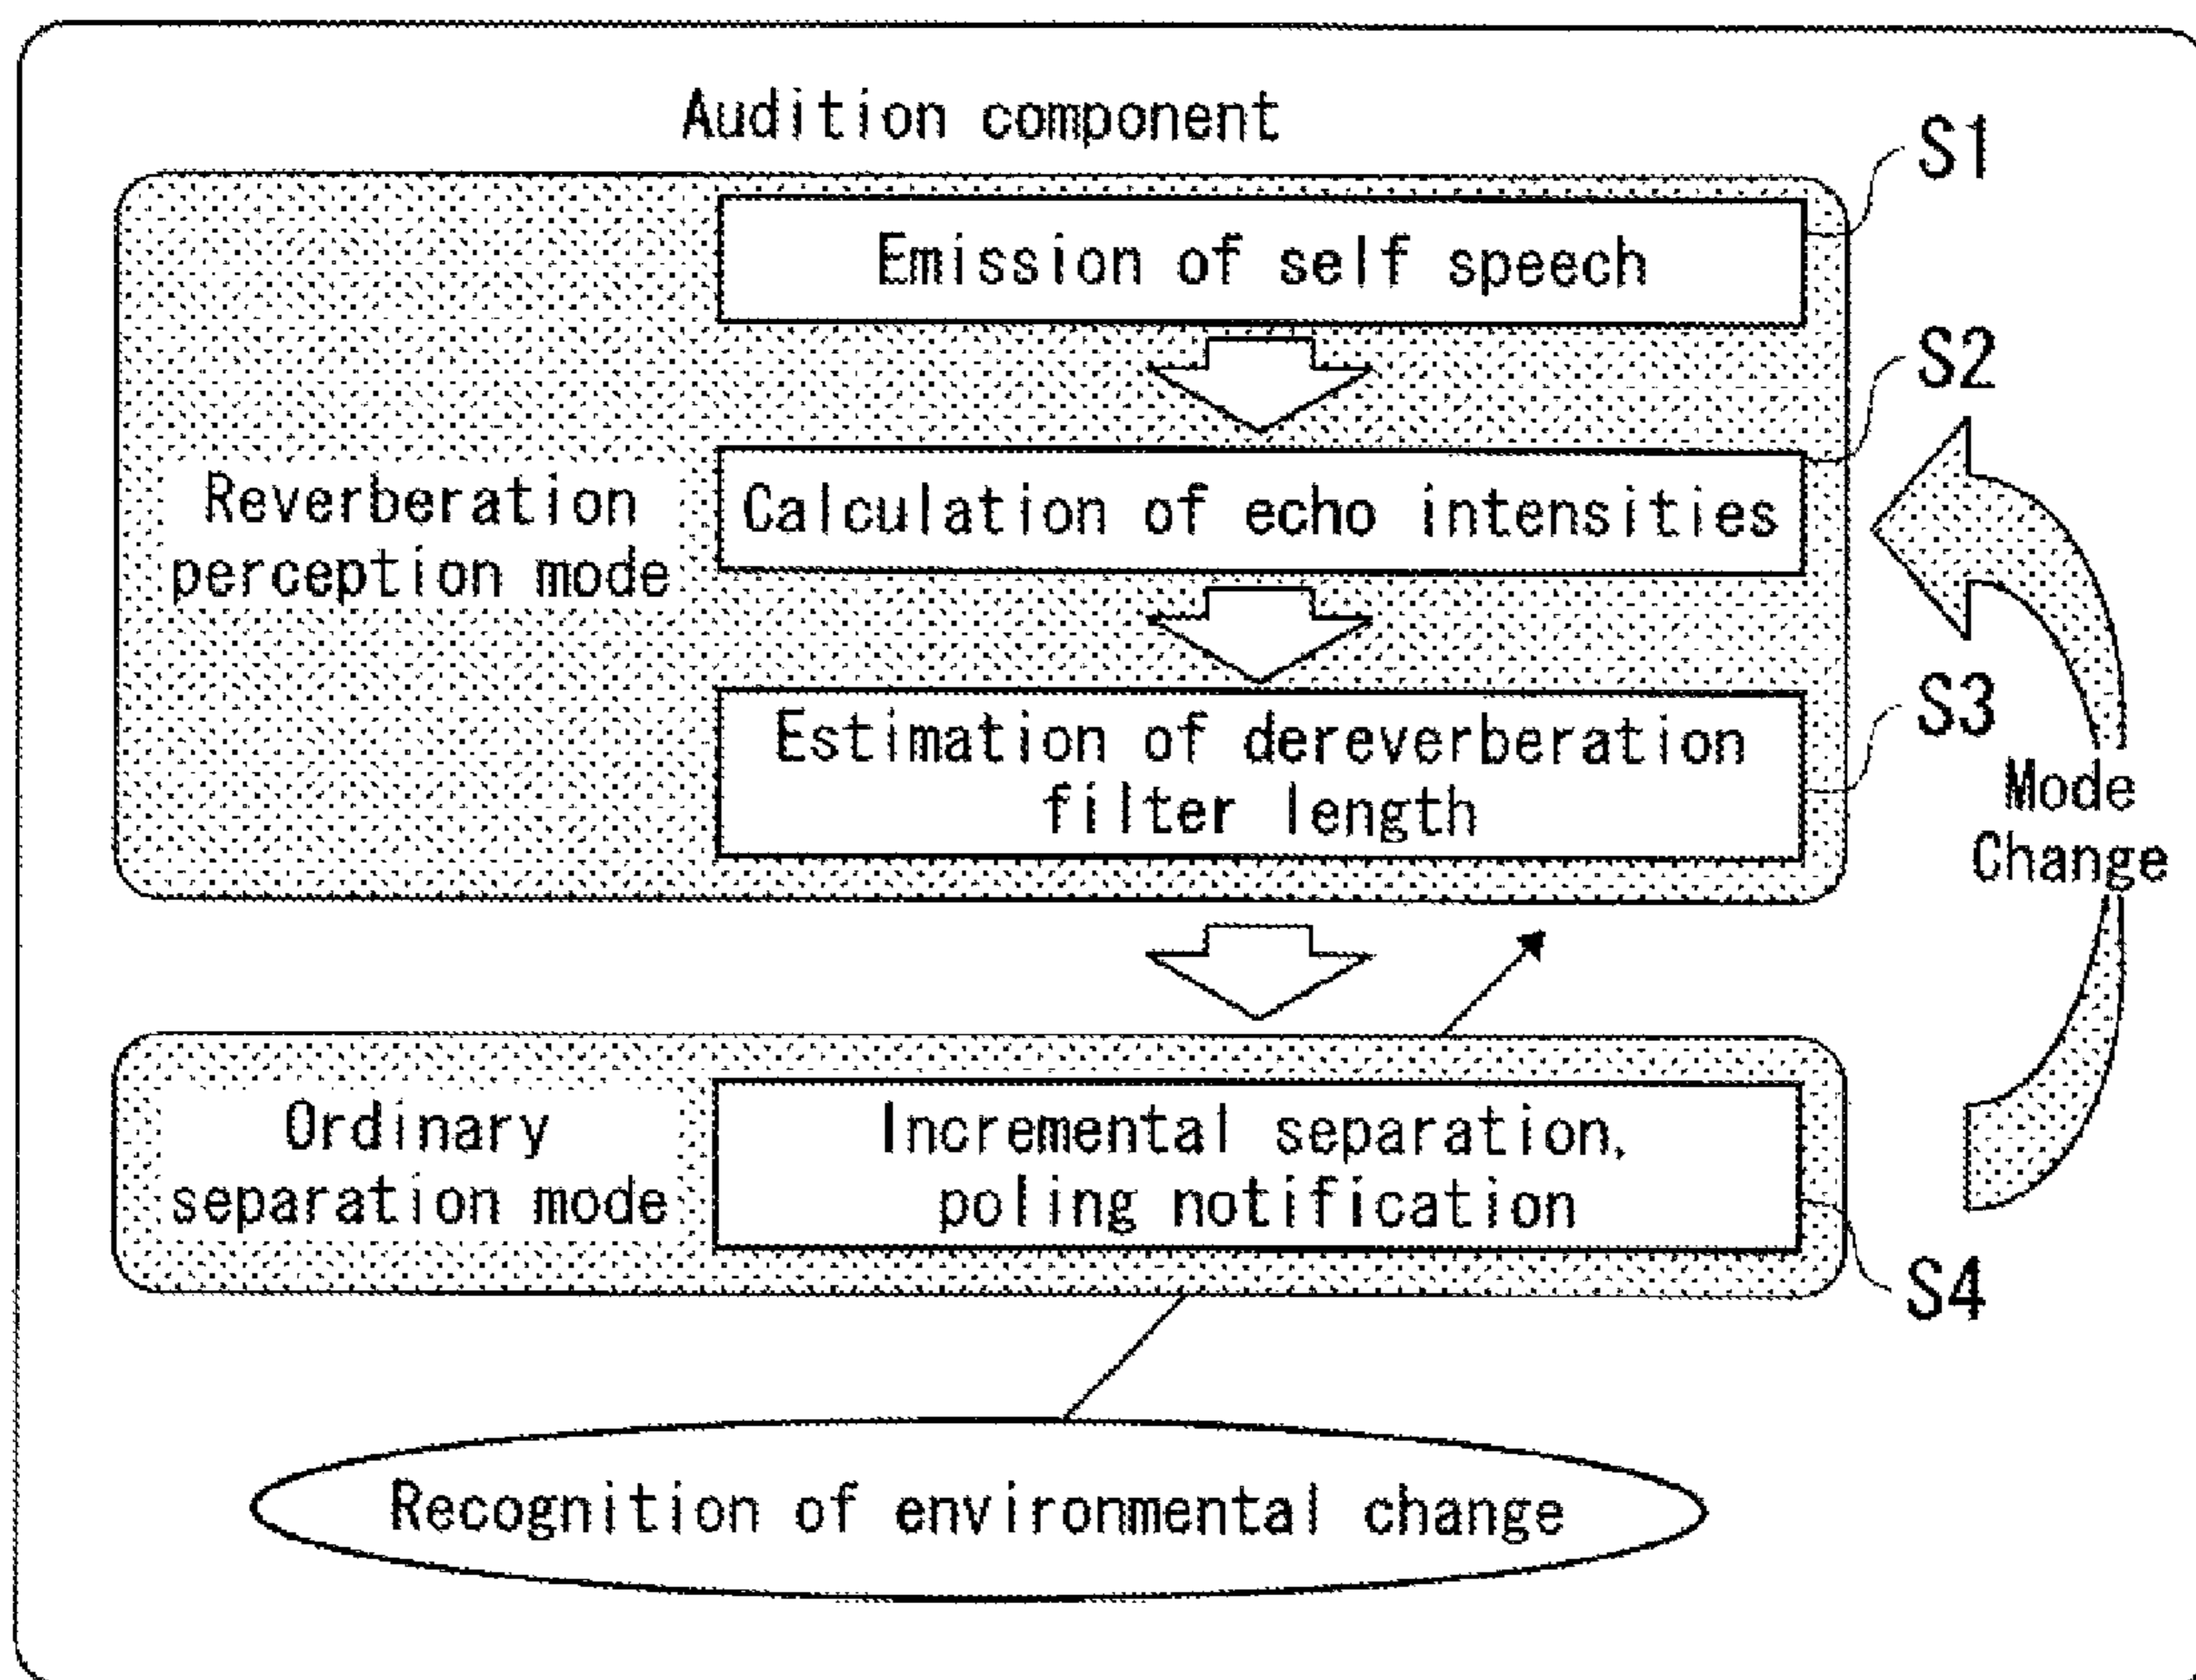 Audition component
S1
Emission of self speech
S2
Reverberation
perception mode
Calculation of echo intensities
S3
Estimation of dereverberation
filter length
Mode
Change
Ordinary
separation mode
Incremental separation,
poling notification
S4
Recognition of environmental change